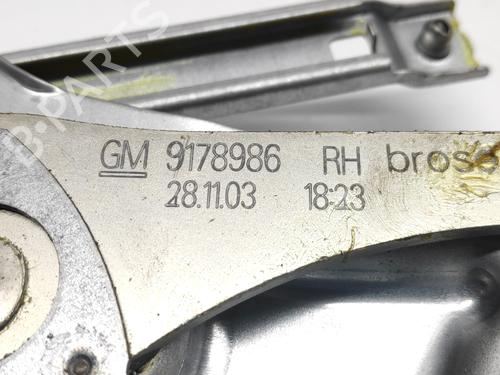 GM 9178986 RH brose
28.11.03 18:23
B-PARTS